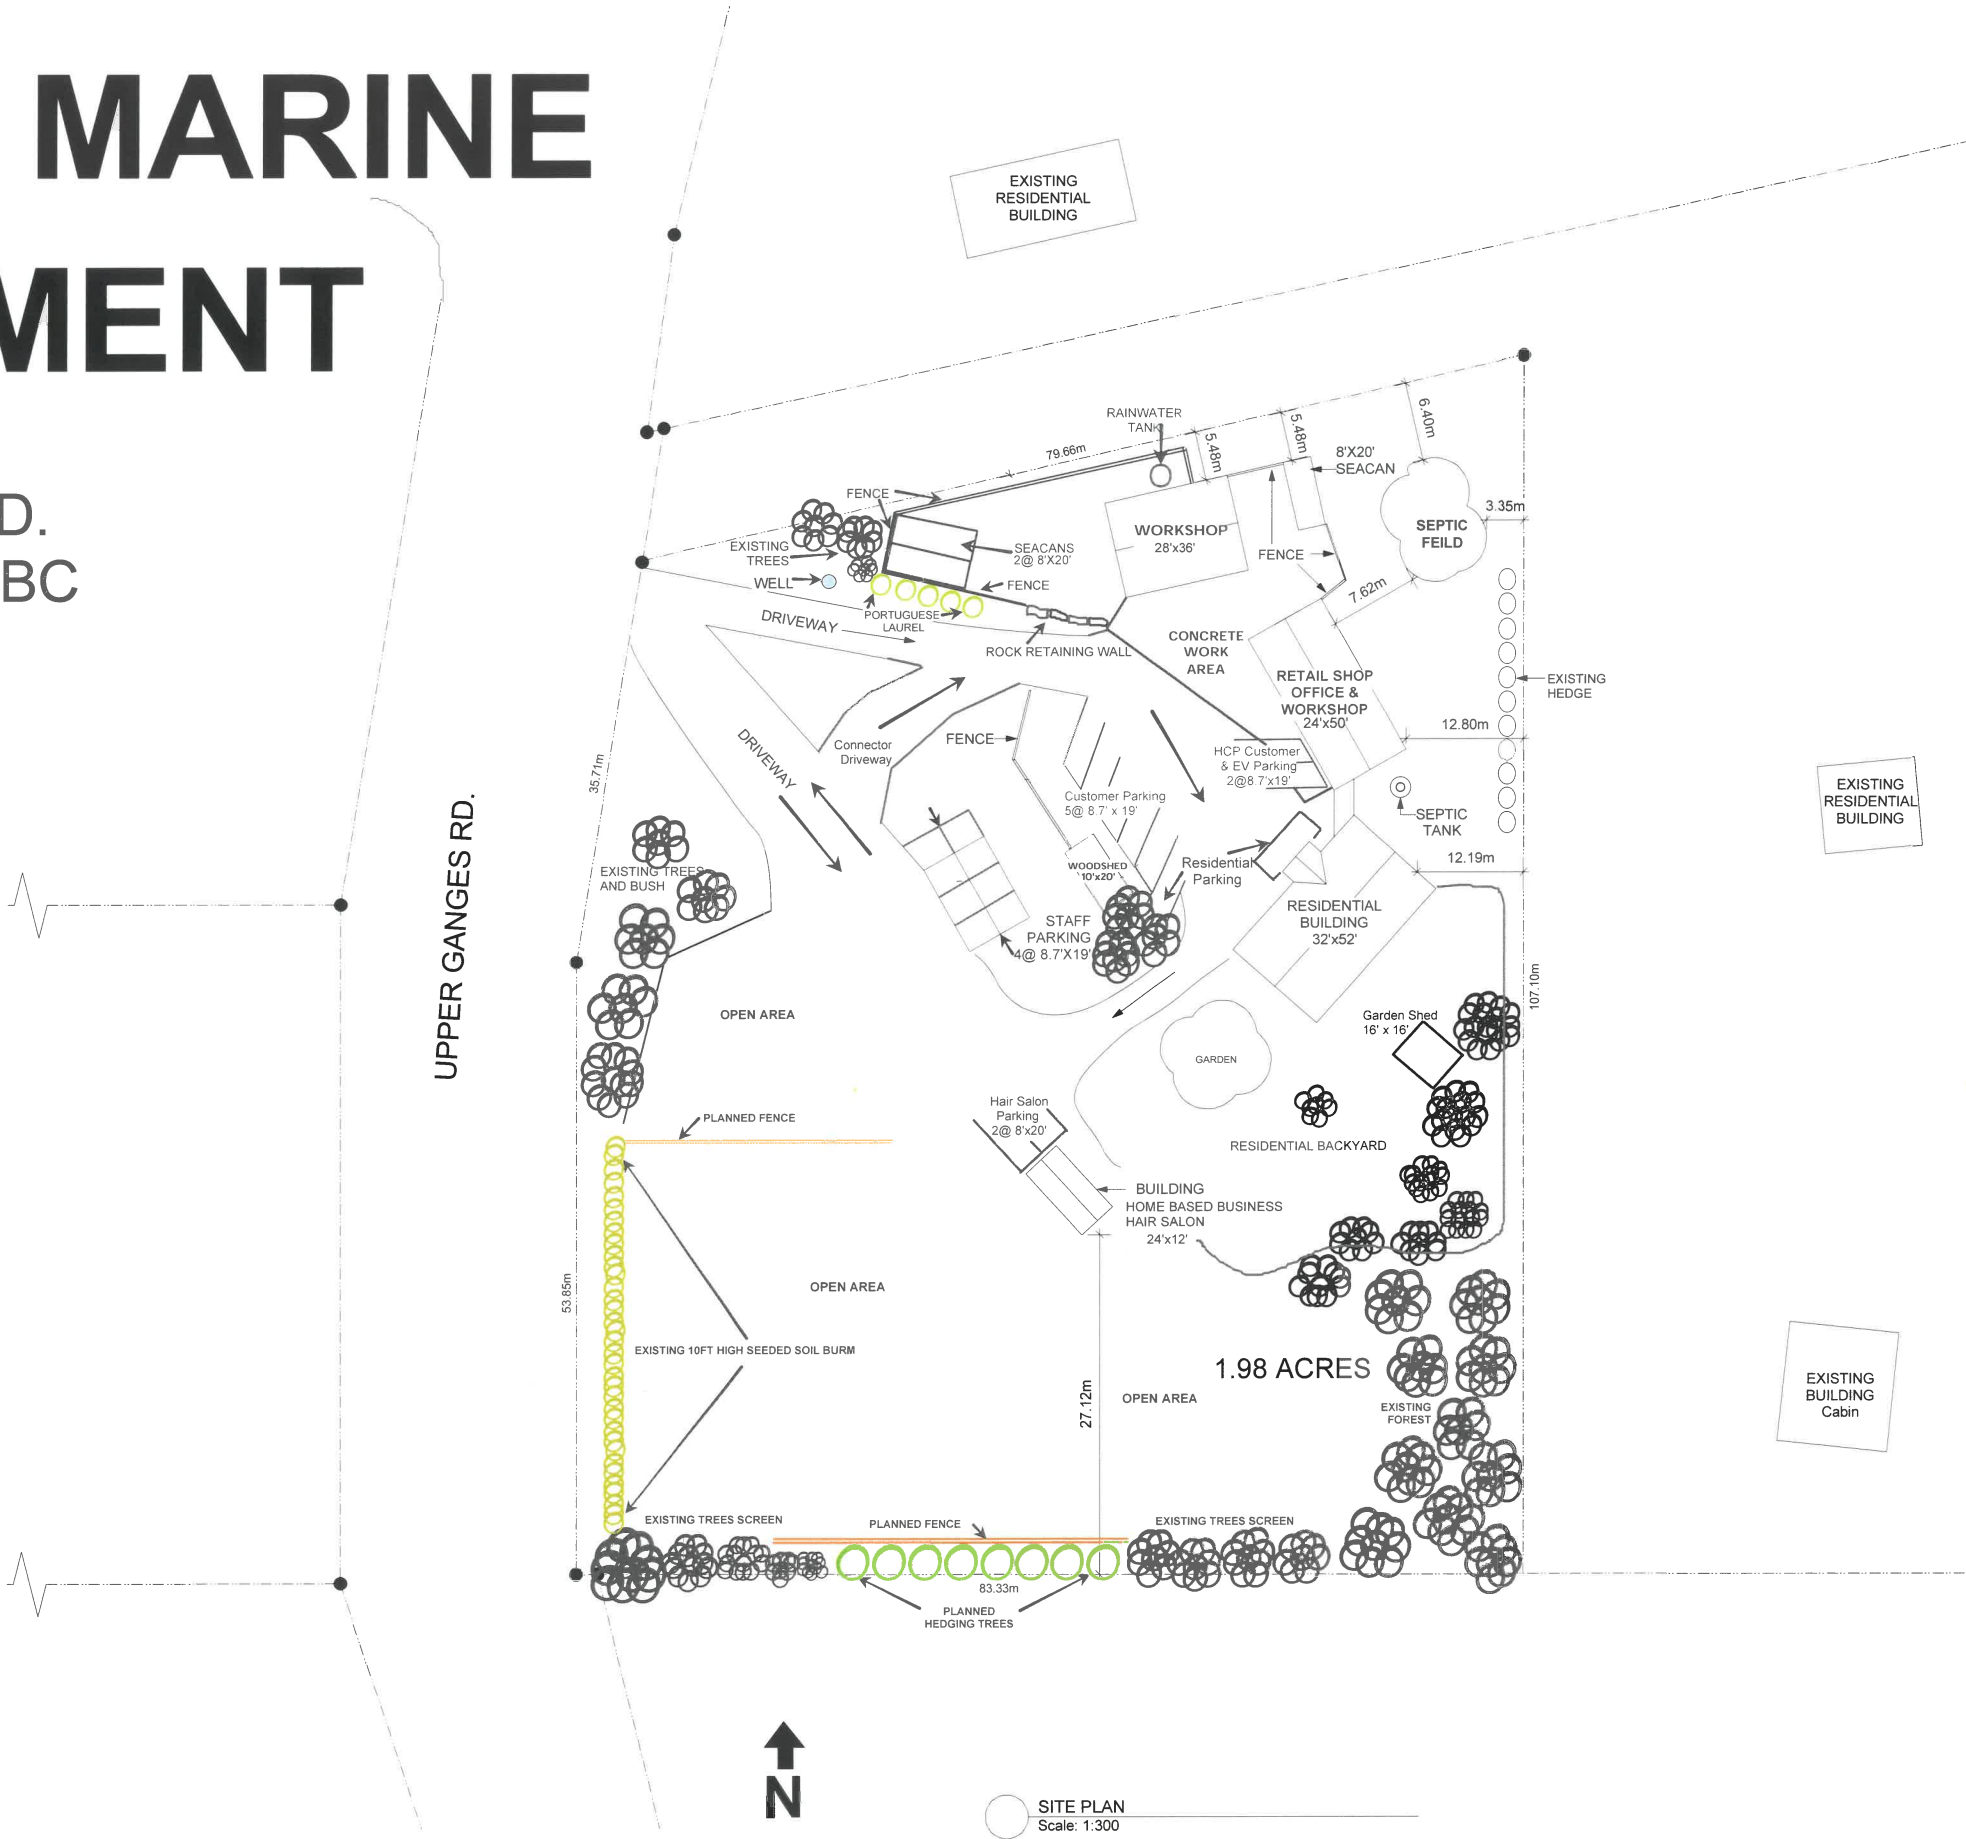 MARINE
MENT
D.
BC
EXISTING
RESIDENTIAL
BUILDING
RAINWATER
TANK
79.66m
5.48m
5.48m
6.40m
8'X20'
SEACAN
FENCE
3.35m
WORKSHOP
28'x36'
SEPTIC
FEILD
EXISTING
TREES
SEACANS
2@ 8'X20'
FENCE
WELL
FENCE
7.62m
PORTUGUESE
LAUREL
DRIVEWAY
ROCK RETAINING WALL
CONCRETE
WORK
AREA
RETAIL SHOP
OFFICE &
WORKSHOP
24'x50'
EXISTING
HEDGE
12.80m
DRIVEWAY
Connector
Driveway
FENCE
HCP Customer
& EV Parking
2@8.7'x19'
35.71m
Customer Parking
5@ 8.7' x 19'
SEPTIC
TANK
EXISTING
RESIDENTIAL
BUILDING
UPPER GANGES RD.
EXISTING TREES
AND BUSH
WOODSHED
10'x20'
Residential
Parking
12.19m
RESIDENTIAL
BUILDING
32'x52'
STAFF
PARKING
4@ 8.7'X19'
107.10m
OPEN AREA
Garden Shed
16' x 16'
GARDEN
Hair Salon
Parking
2@ 8'x20'
PLANNED FENCE
RESIDENTIAL BACKYARD
BUILDING
HOME BASED BUSINESS
HAIR SALON
24'x12'
53.85m
OPEN AREA
EXISTING 10FT HIGH SEEDED SOIL BURM
1.98 ACRES
27.12m
OPEN AREA
EXISTING
FOREST
EXISTING
BUILDING
Cabin
EXISTING TREES SCREEN
PLANNED FENCE
EXISTING TREES SCREEN
83.33m
PLANNED
HEDGING TREES
N
SITE PLAN
Scale: 1:300